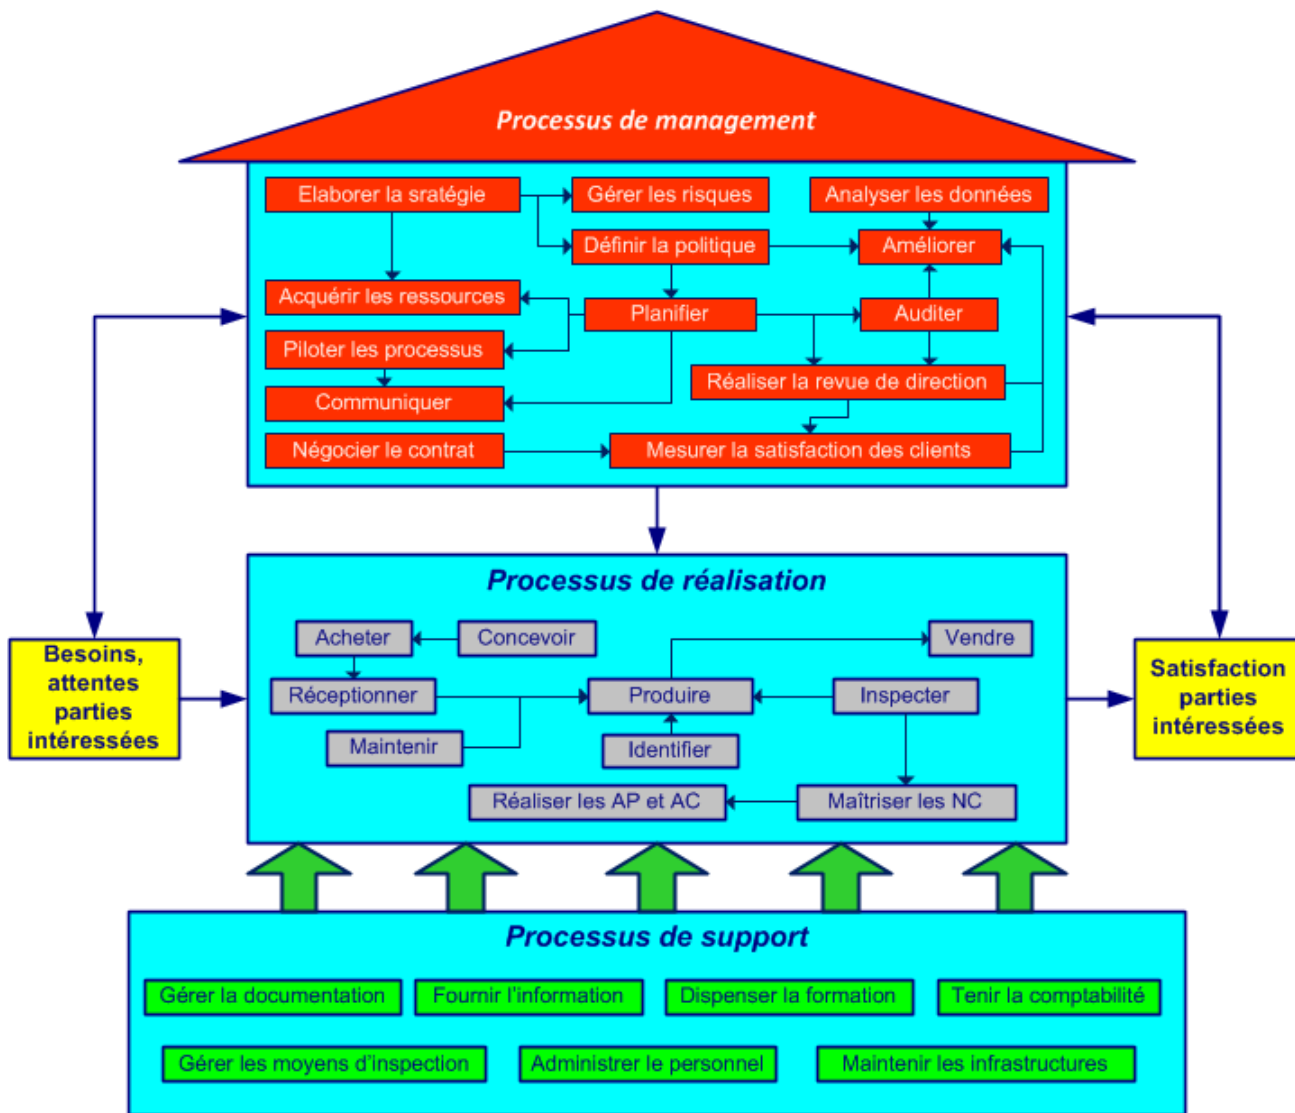 Processus de management
Elaborer la sratégie
Gérer les risques
Analyser les données
Définir la politique
Améliorer
Acquérir les ressources
Planifier
Auditer
Piloter les processus
Réaliser la revue de direction
Communiquer
Négocier le contrat
Mesurer la satisfaction des clients
Processus de réalisation
Acheter
Concevoir
Vendre
Besoins,
attentes
parties
intéressées
Réceptionner
Produire
Inspecter
Satisfaction
parties
intéressées
Maintenir
Identifier
Réaliser les AP et AC
Maîtriser les NC
Processus de support
Gérer la documentation
Fournir l'information
Dispenser la formation
Tenir la comptabilité
Gérer les moyens d'inspection
Administrer le personnel
Maintenir les infrastructures